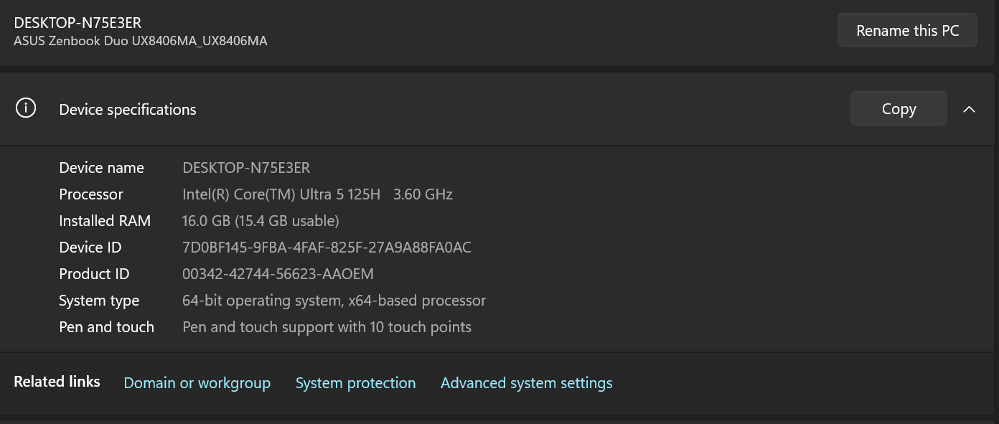 DESKTOP-N75E3ER
ASUS Zenbook Duo UX8406MA_UX8406MA
Rename this PC
Device specifications
Copy
Device name DESKTOP-N75E3ER
Processor Intel(R) Core(TM) Ultra 5 125H 3.60 GHz
Installed RAM 16.0 GB (15.4 GB usable)
Device ID 7D0BF145-9FBA-4FAF-825F-27A9A88FA0AC
Product ID 00342-42744-56623-AAOEM
System type 64-bit operating system, x64-based processor
Pen and touch Pen and touch support with 10 touch points
Related links Domain or workgroup System protection Advanced system settings